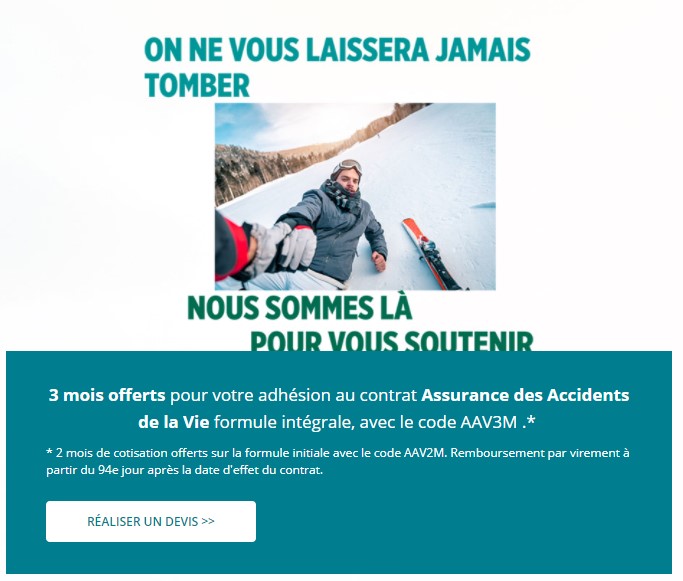 ON NE VOUS LAISSERA JAMAIS
TOMBER
NOUS SOMMES LÀ
POUR VOUS SOUTENIR
3 mois offerts pour votre adhésion au contrat Assurance des Accidents
de la Vie formule intégrale, avec le code AAV3M .*
* 2 mois de cotisation offerts sur la formule initiale avec le code AAV2M. Remboursement par virement à
partir du 94e jour après la date d'effet du contrat.
RÉALISER UN DEVIS >>